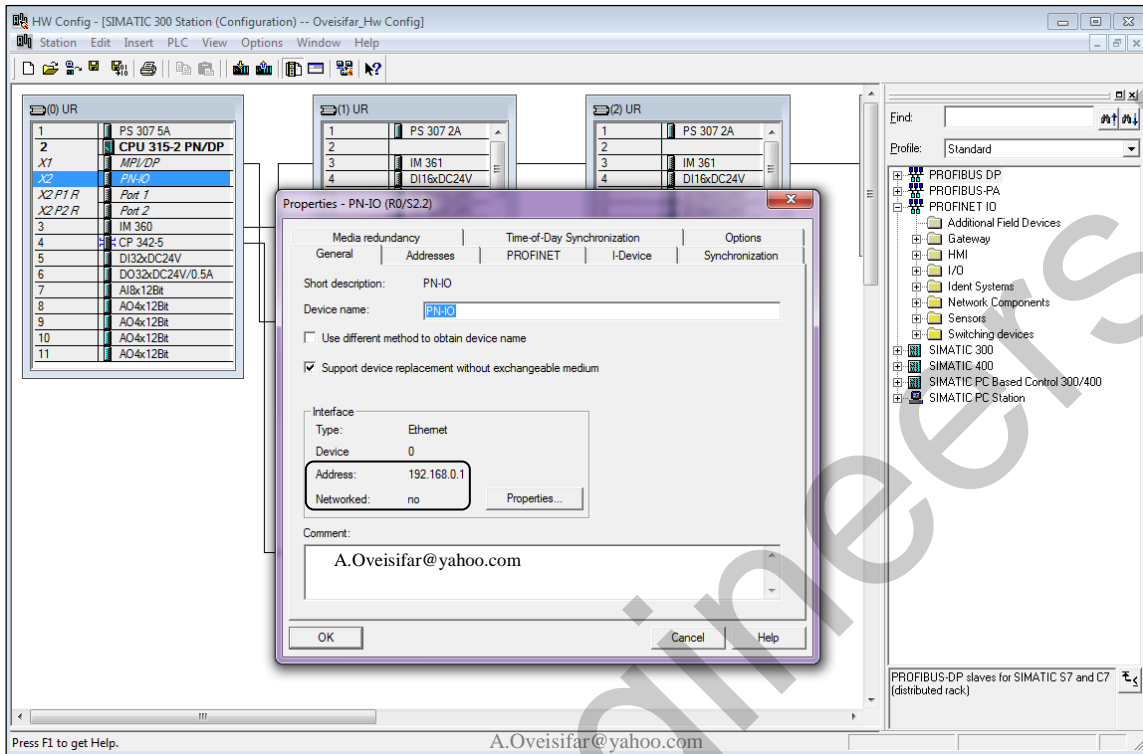 HW Config - [SIMATIC 300 Station (Configuration) -- Oveisifar_Hw Config]
Station Edit Insert PLC View Options Window Help
(0) UR
1 PS 307 5A
2 CPU 315-2 PN/DP
X1 MPI/DP
X2 PN-IO
X2 P1 R Port 1
X2 P2 R Port 2
3 IM 360
4 CP 342-5
5 DI32xDC24V
6 DO32xDC24V/0.5A
7 AI8x12Bit
8 AO4x12Bit
9 AO4x12Bit
10 AO4x12Bit
11 AO4x12Bit
(1) UR
1 PS 307 2A
2
3 IM 361
4 DI16xDC24V
(2) UR
1 PS 307 2A
2
3 IM 361
4 DI16xDC24V
Properties - PN-IO (R0/S2.2)
Media redundancy Time-of-Day Synchronization Options
General Addresses PROFINET I-Device Synchronization
Short description: PN-IO
Device name: PN-IO
Use different method to obtain device name
Support device replacement without exchangeable medium
Interface
Type: Ethernet
Device 0
Address: 192.168.0.1
Networked: no Properties...
Comment:
A.Oveisifar@yahoo.com
OK Cancel Help
Find:
Profile: Standard
PROFIBUS DP
PROFIBUS-PA
PROFINET IO
Additional Field Devices
Gateway
HMI
I/O
Ident Systems
Network Components
Sensors
Switching devices
SIMATIC 300
SIMATIC 400
SIMATIC PC Based Control 300/400
SIMATIC PC Station
PROFIBUS-DP slaves for SIMATIC S7 and C7
(distributed rack)
Press F1 to get Help.
A.Oveisifar@yahoo.com